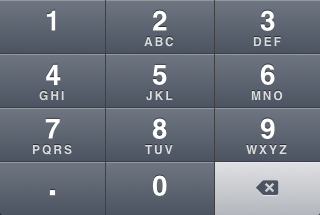 1 2 3
ABC DEF
4 5 6
GHI JKL MNO
7 8 9
PQRS TUV WXYZ
. 0